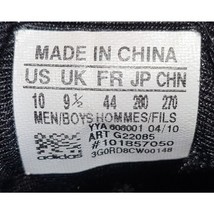 MADE IN CHINA
US UK FR JP CHN
10 9½ 44 280 270
MEN/BOYS HOMMES/FILS
YYA 606001 04/10
ART G22085
#101857050
adidas
3G0RD8CW00148